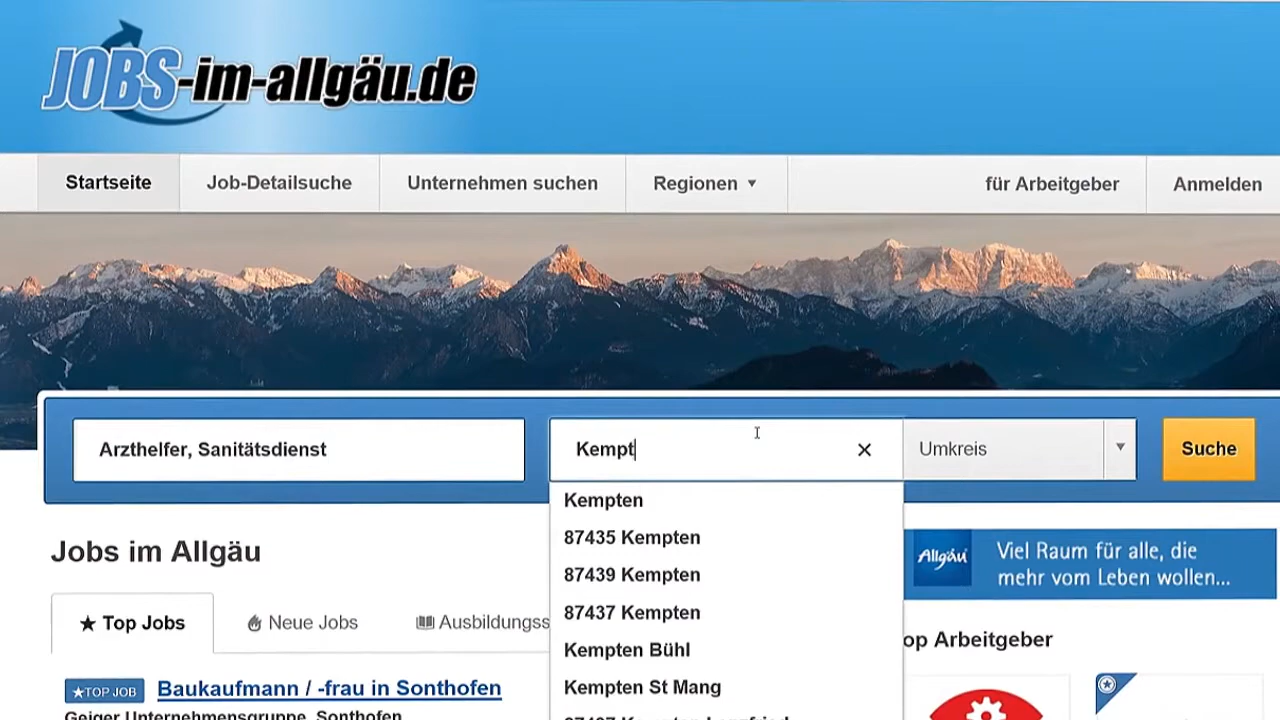 JOBS-im-allgäu.de
Startseite
Job-Detailsuche
Unternehmen suchen
Regionen
für Arbeitgeber
Anmelden
Arzthelfer, Sanitätsdienst
Kempt
Umkreis
Suche
Kempten
87435 Kempten
87439 Kempten
87437 Kempten
Kempten Bühl
Kempten St Mang
Jobs im Allgäu
Allgäu
Viel Raum für alle, die
mehr vom Leben wollen...
Top Jobs
Neue Jobs
Ausbildungss
op Arbeitgeber
TOP JOB
Baukaufmann / -frau in Sonthofen
Geiger Unternehmensgruppe, Sonthofen